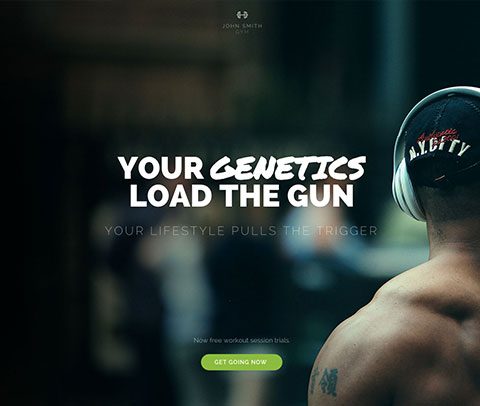 JOHN SMITH
GYM
N.Y.CITY
YOUR GENETICS
LOAD THE GUN
YOUR LIFESTYLE PULLS THE TRIGGER
Now free workout session trials
GET GOING NOW